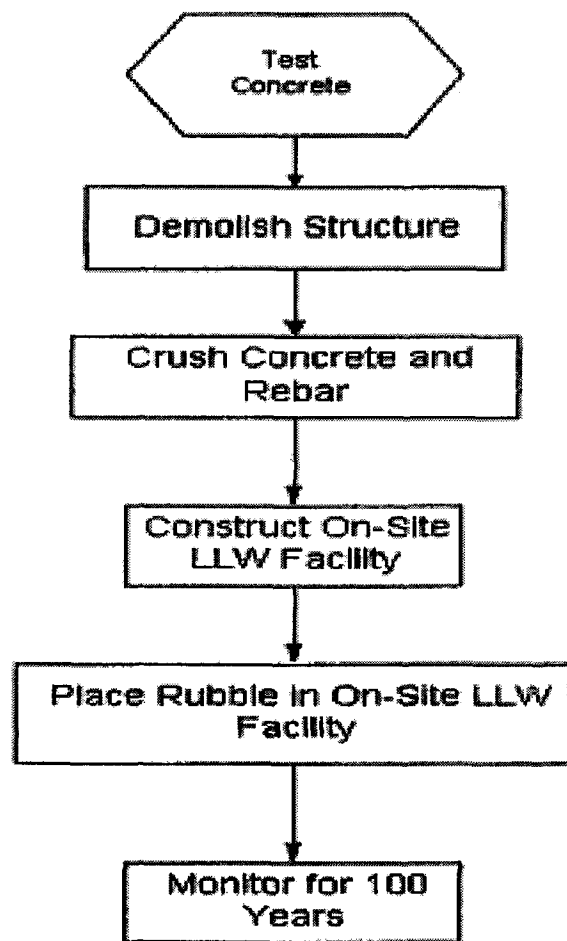 Test
Concrete
Demolish Structure
Crush Concrete and
Rebar
Construct On-Site
LLW Facility
Place Rubble in On-Site LLW
Facility
Monitor for 100
Years